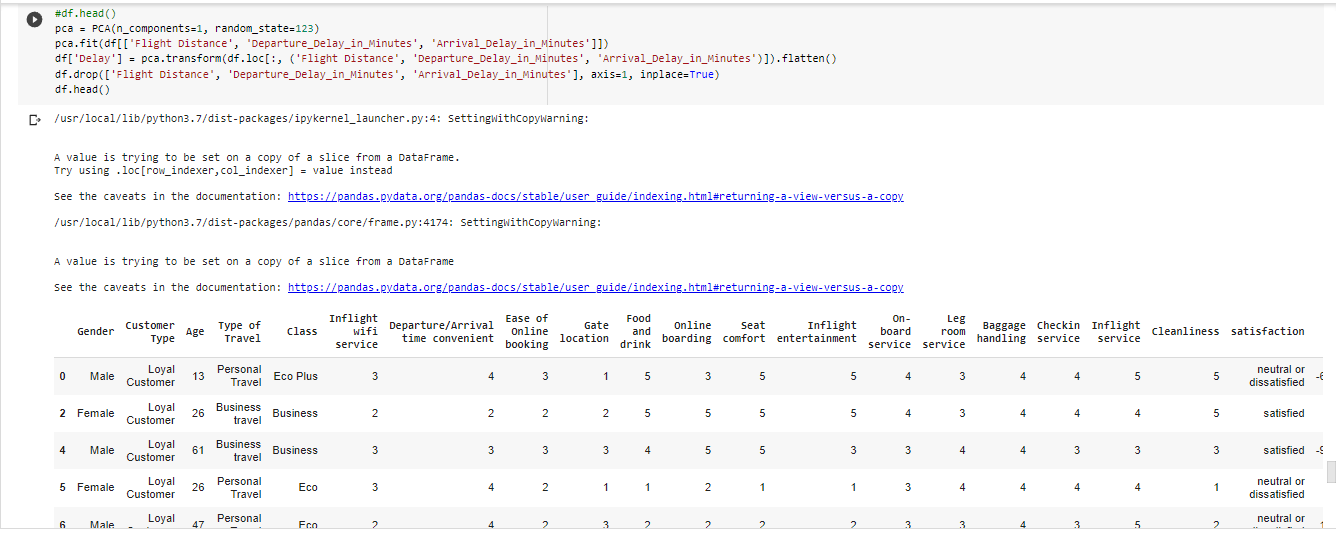 #df.head()
pca = PCA(n_components=1, random_state=123)
pca.fit(df[['Flight Distance', 'Departure_Delay_in_Minutes', 'Arrival_Delay_in_Minutes']])
df['Delay'] = pca.transform(df.loc[:, ('Flight Distance', 'Departure_Delay_in_Minutes', 'Arrival_Delay_in_Minutes')]).flatten()
df.drop(['Flight Distance', 'Departure_Delay_in_Minutes', 'Arrival_Delay_in_Minutes'], axis=1, inplace=True)
df.head()
/usr/local/lib/python3.7/dist-packages/ipykernel_launcher.py:4: SettingWithCopyWarning:
A value is trying to be set on a copy of a slice from a DataFrame.
Try using .loc[row_indexer,col_indexer] = value instead
See the caveats in the documentation: https://pandas.pydata.org/pandas-docs/stable/user_guide/indexing.html#returning-a-view-versus-a-copy
/usr/local/lib/python3.7/dist-packages/pandas/core/frame.py:4174: SettingWithCopyWarning:
A value is trying to be set on a copy of a slice from a DataFrame
See the caveats in the documentation: https://pandas.pydata.org/pandas-docs/stable/user_guide/indexing.html#returning-a-view-versus-a-copy
Gender Customer Type Age Type of Travel Class Inflight wifi service Departure/Arrival time convenient Ease of Online booking Gate location Food and drink Online boarding Seat comfort Inflight entertainment On-board service Leg room service Baggage handling Checkin service Inflight service Cleanliness satisfaction
0 Male Loyal Customer 13 Personal Travel Eco Plus 3 4 3 1 5 3 5 5 4 3 4 4 5 5 neutral or dissatisfied
2 Female Loyal Customer 26 Business travel Business 2 2 2 2 5 5 5 5 4 3 4 4 4 5 satisfied
4 Male Loyal Customer 61 Business travel Business 3 3 3 3 4 5 5 3 3 4 4 3 3 3 satisfied
5 Female Loyal Customer 26 Personal Travel Eco 3 4 2 1 1 2 1 1 3 4 4 4 4 1 neutral or dissatisfied
6 Male Loyal 47 Personal Eco 2 4 2 3 2 2 2 2 3 3 4 3 5 2 neutral or